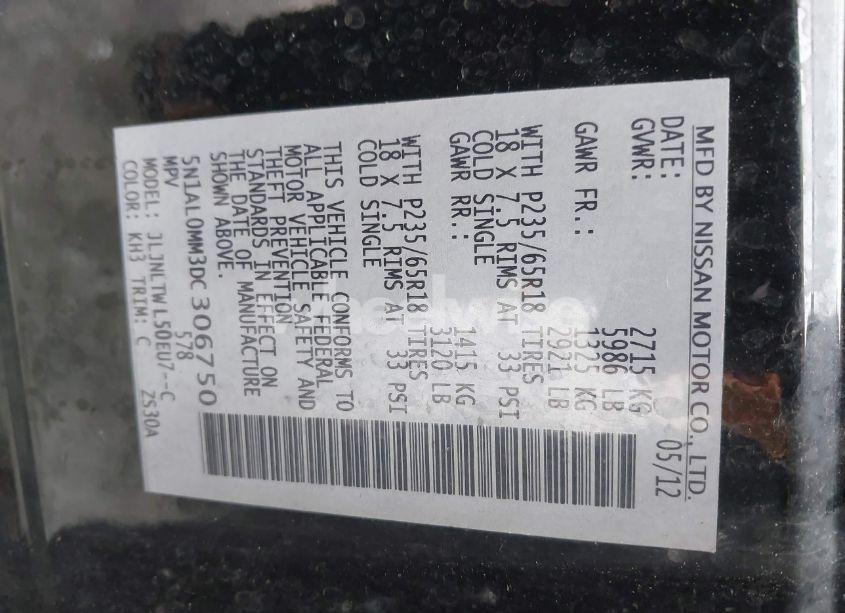 MFD BY NISSAN MOTOR CO., LTD.
DATE: 05/12
GVWR: 2715 KG
5986 LB
GAWR FR.: 1325 KG
2921 LB
WITH P235/65R18 TIRES
18 X 7.5 RIMS AT 33 PSI
COLD SINGLE
GAWR RR.: 1415 KG
3120 LB
WITH P235/65R18 TIRES
18 X 7.5 RIMS AT 33 PSI
COLD SINGLE
THIS VEHICLE CONFORMS TO
ALL APPLICABLE FEDERAL
MOTOR VEHICLE SAFETY AND
THEFT PREVENTION
STANDARDS IN EFFECT ON
THE DATE OF MANUFACTURE
SHOWN ABOVE.
5N1AL0MM3DC306750
MPV 578
MODEL: JLJNLTWL50EU7--C
COLOR: KH3 TRIM: C 2S30A